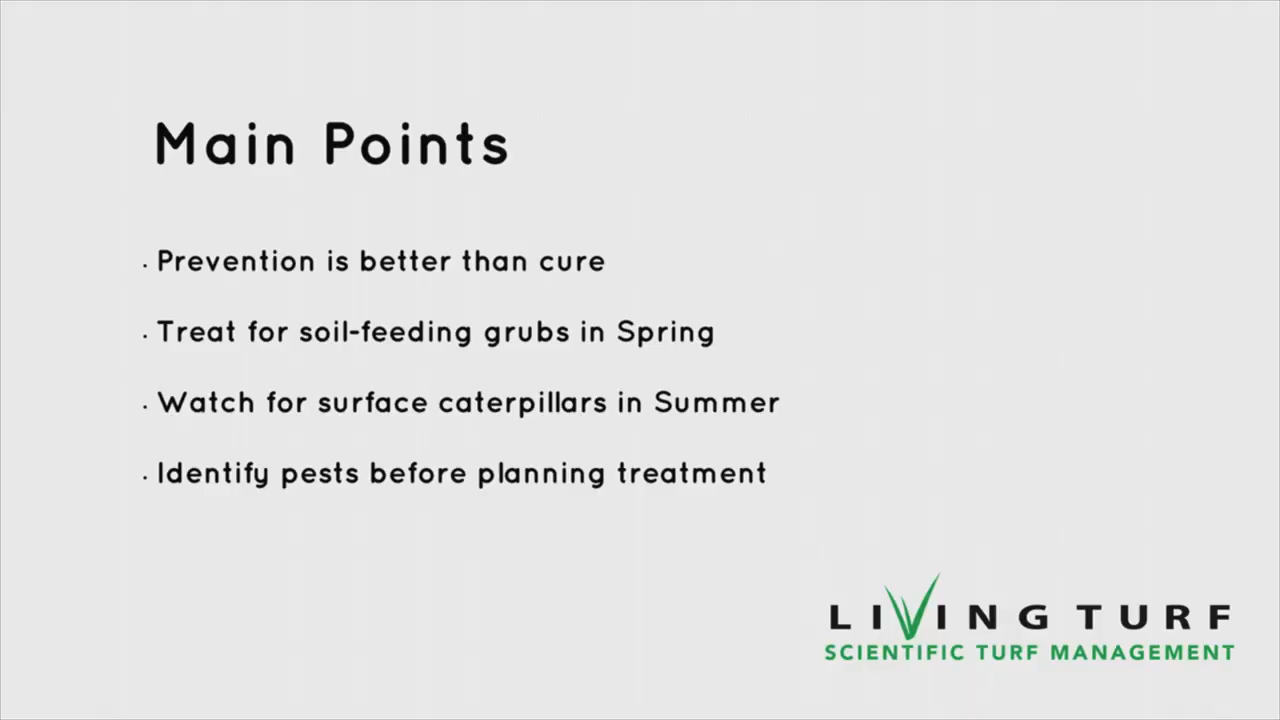 Main Points
· Prevention is better than cure
· Treat for soil-feeding grubs in Spring
· Watch for surface caterpillars in Summer
· Identify pests before planning treatment
LIVING TURF
SCIENTIFIC TURF MANAGEMENT